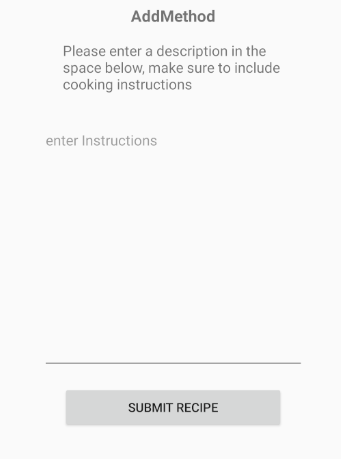 AddMethod
Please enter a description in the
space below, make sure to include
cooking instructions
enter Instructions
SUBMIT RECIPE